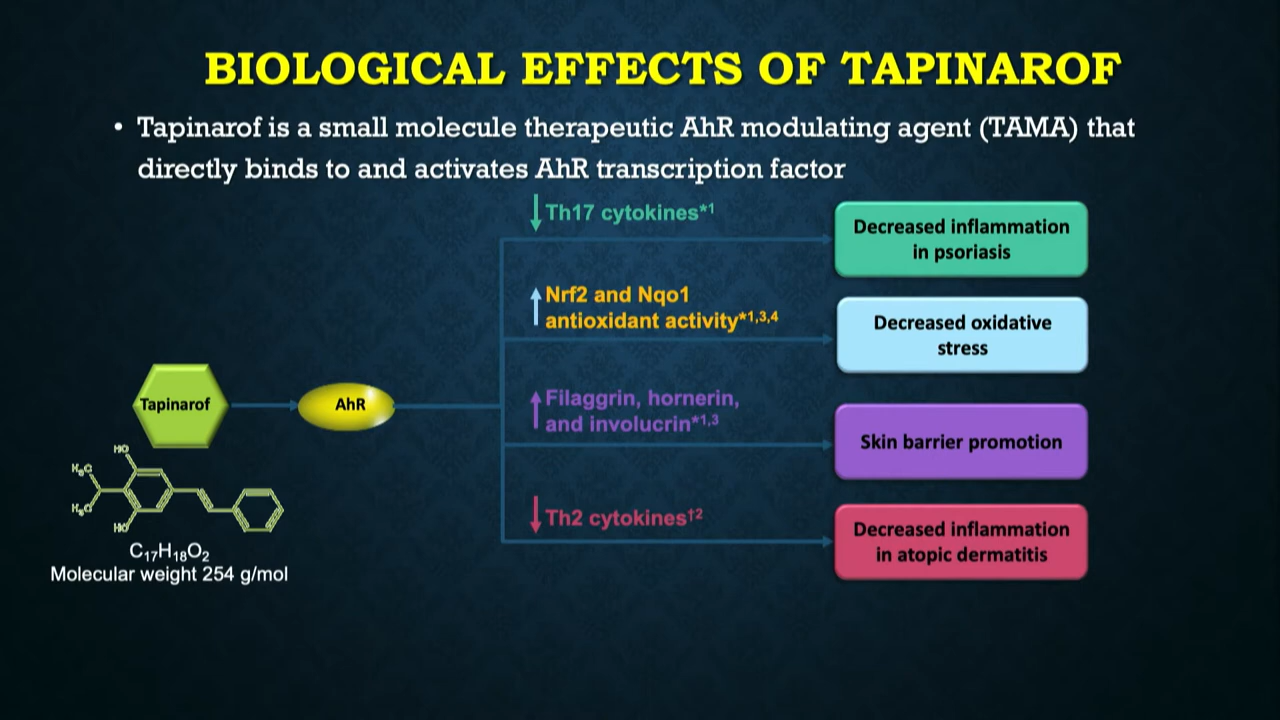 BIOLOGICAL EFFECTS OF TAPINAROF
• Tapinarof is a small molecule therapeutic AhR modulating agent (TAMA) that
directly binds to and activates AhR transcription factor
↓ Th17 cytokines*1
Decreased inflammation
in psoriasis
↑ Nrf2 and Nqo1
antioxidant activity*1,3,4
Decreased oxidative
stress
Tapinarof
AhR
↑ Filaggrin, hornerin,
and involucrin*1,3
Skin barrier promotion
HO
H3C
H3C
HO
↓ Th2 cytokines†2
Decreased inflammation
in atopic dermatitis
C17H18O2
Molecular weight 254 g/mol